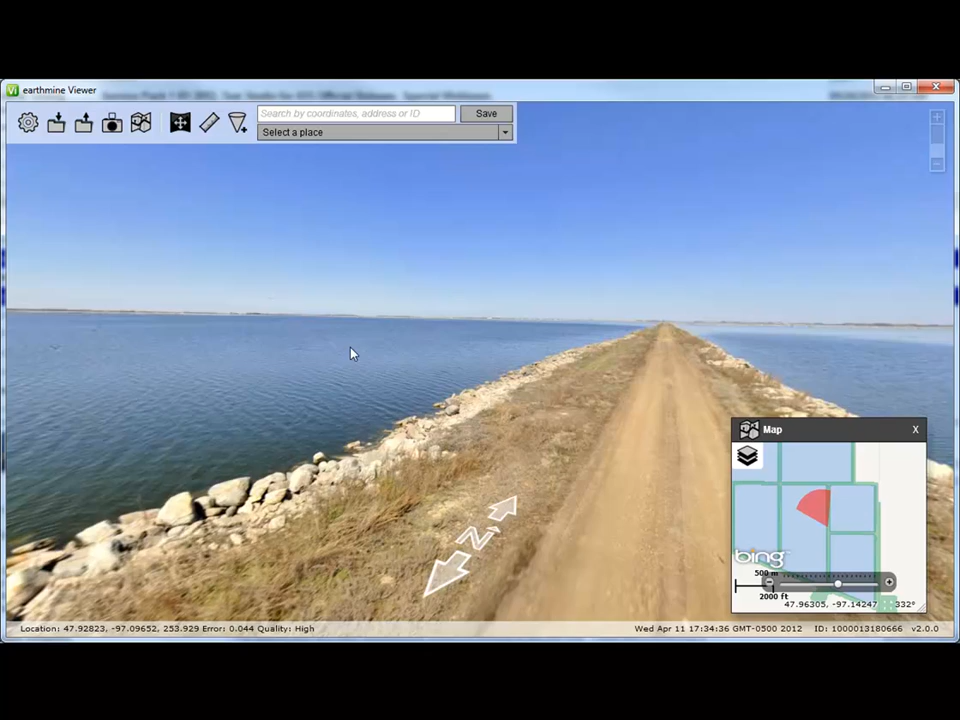 Vi earthmine Viewer
Search by coordinates, address or ID
Save
Select a place
Map
X
bing
500 m
2000 ft
47.96305, -97.14247 332°
N
Location: 47.92823, -97.09652, 253.929 Error: 0.044 Quality: High
Wed Apr 11 17:34:36 GMT-0500 2012 ID: 1000013180666 v2.0.0